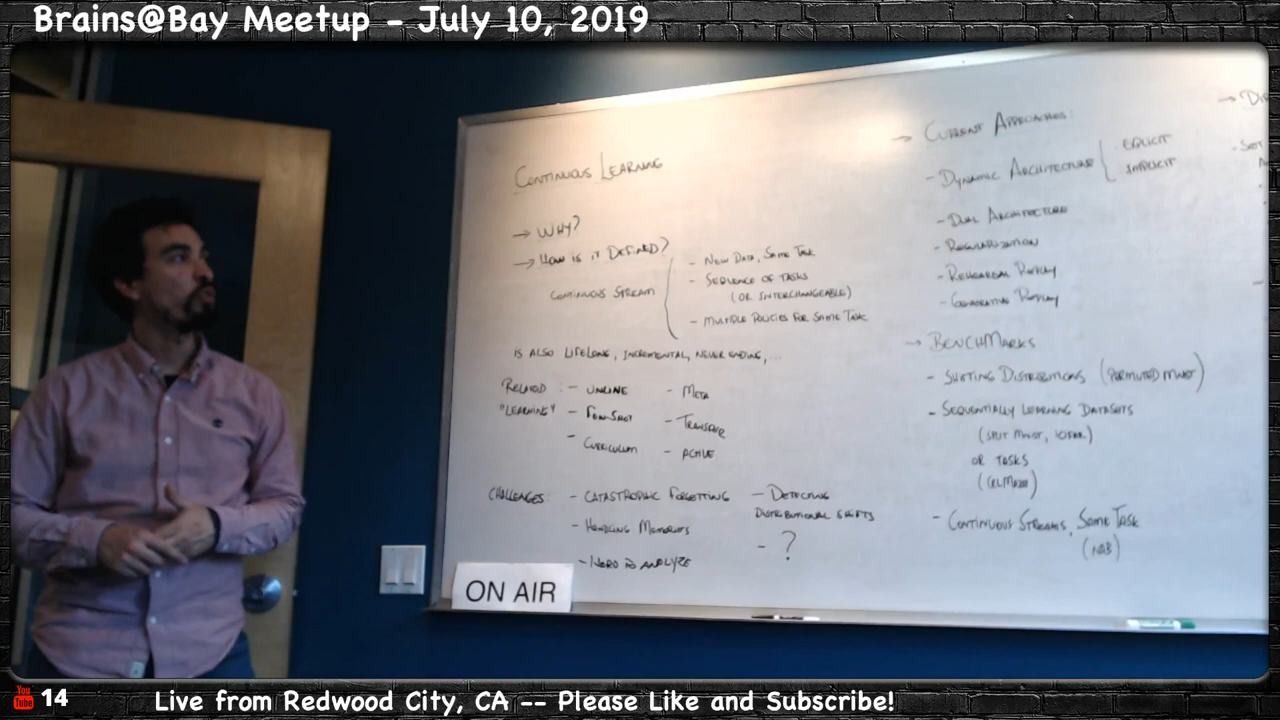 Brains@Bay Meetup - July 10, 2019
CONTINUOUS LEARNING
→ WHY?
→ HOW IS IT DEFINED?
CONTINUOUS STREAM
- NEW DATA, SAME TASK
- SEQUENCE OF TASKS
(OR INTERCHANGEABLE)
- MULTIPLE POLICIES FOR SAME TASK
IS ALSO LIFELONG, INCREMENTAL, NEVER ENDING, ...
RELATED : - ONLINE - META
"LEARNING" - FEW-SHOT - TRANSFER
- CURRICULUM - ACTIVE
CHALLENGES: - CATASTROPHIC FORGETTING
- HANDLING MEMORIES
- HARD TO ANALYZE
- DETECTING
DISTRIBUTIONAL SHIFTS
- ?
→ CURRENT APPROACHES:
- DYNAMIC ARCHITECTURE
EXPLICIT
IMPLICIT
- DUAL ARCHITECTURE
- REGULARIZATION
- REHEARSAL REPLAY
- GENERATIVE REPLAY
→ BENCHMARKS
- SHIFTING DISTRIBUTIONS (PERMUTED MNIST)
- SEQUENTIALLY LEARNING DATASETS
(SPLIT MNIST,
OR TASKS
- CONTINUOUS STREAMS, SAME TASK
(NAB)
ON AIR
You Tube 14
Live from Redwood City, CA -- Please Like and Subscribe!